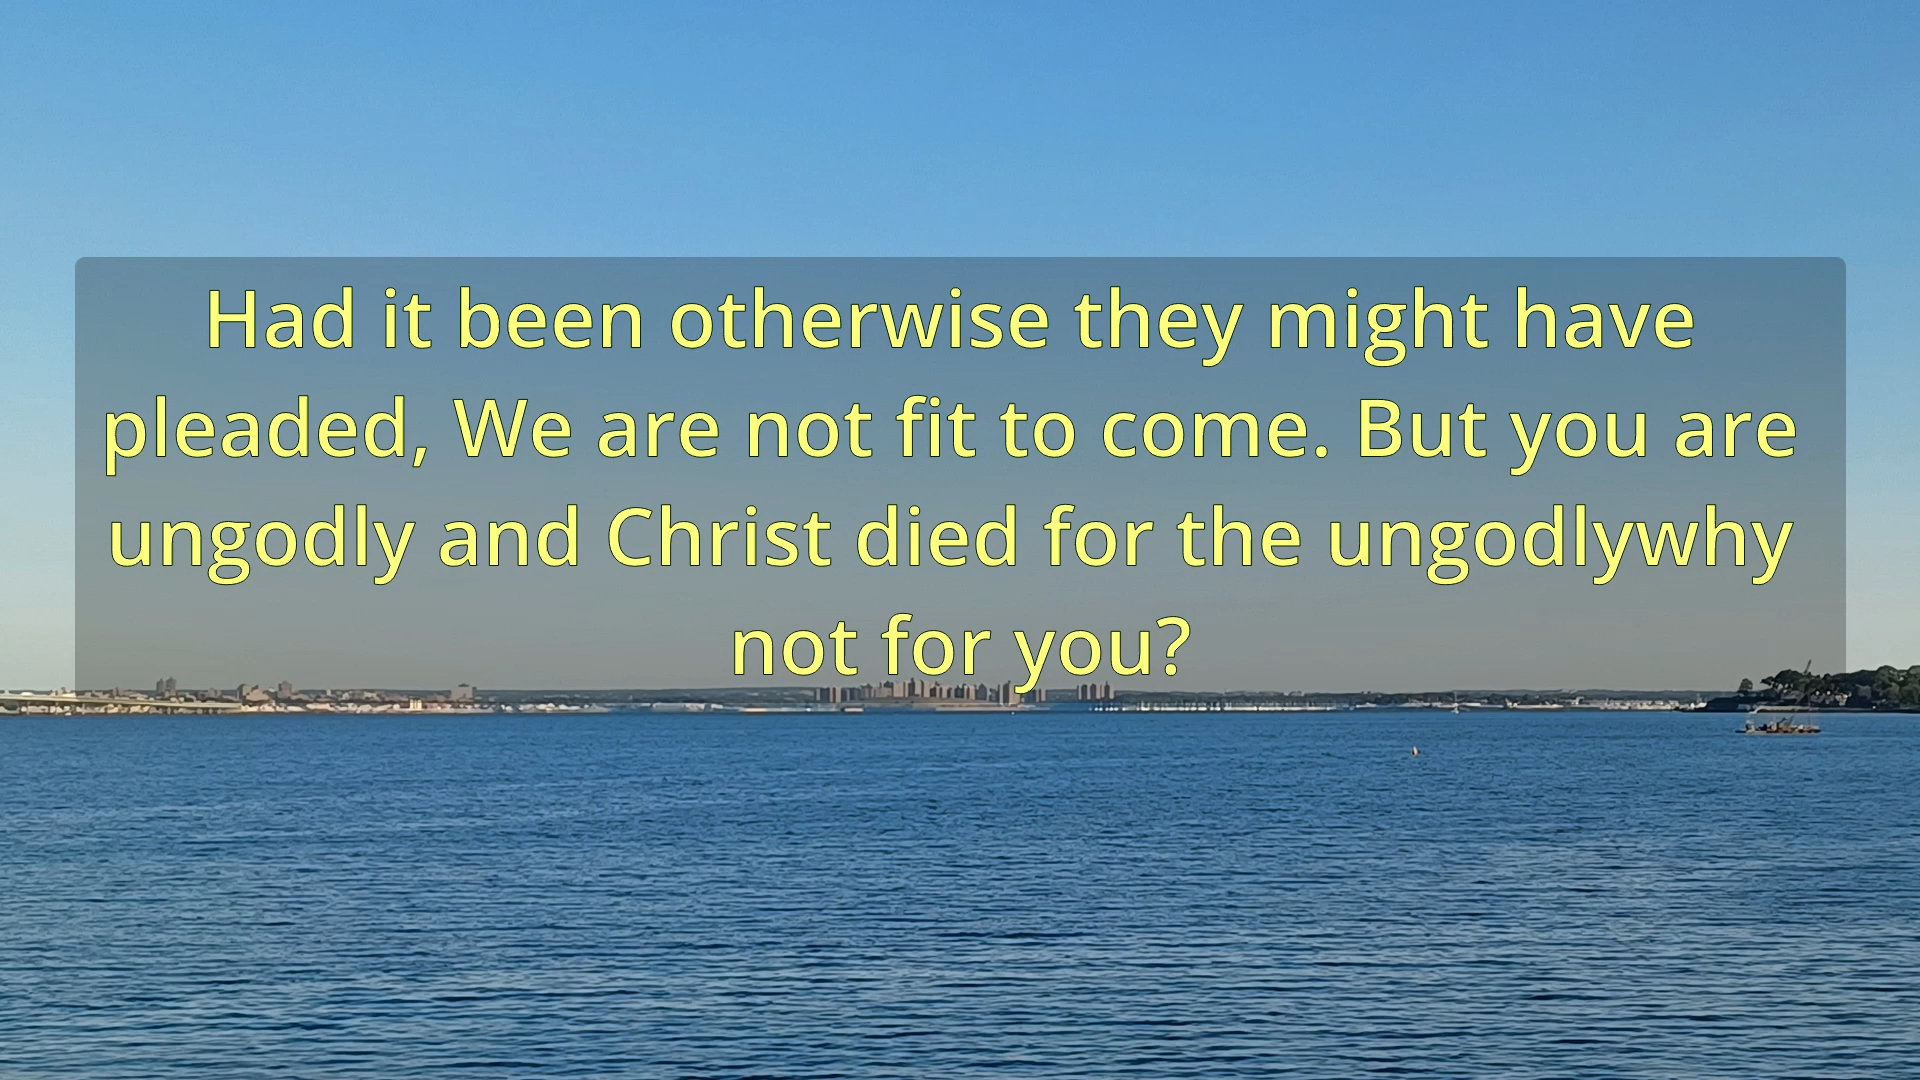 Had it been otherwise they might have
pleaded, We are not fit to come. But you are
ungodly and Christ died for the ungodlywhy
not for you?